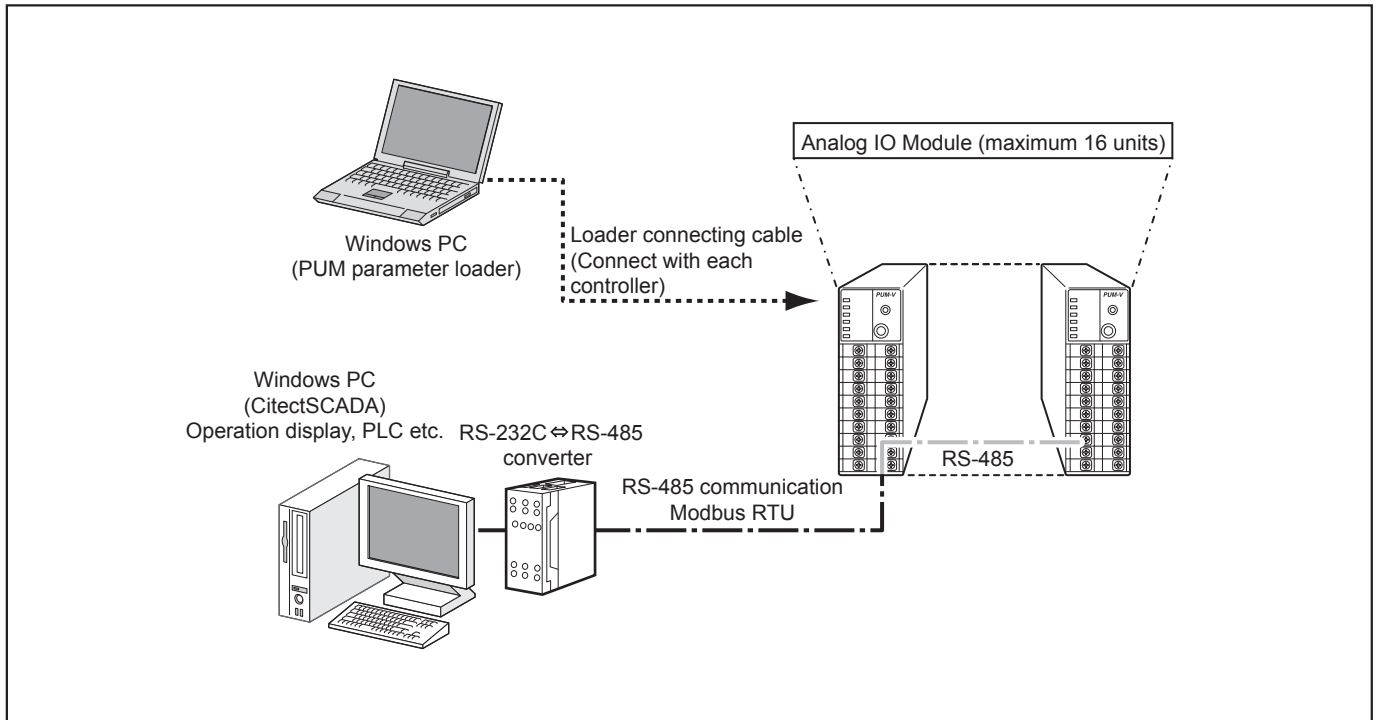 Analog IO Module (maximum 16 units)
Windows PC
(PUM parameter loader)
Loader connecting cable
(Connect with each
controller)
PUM-V
PUM-V
Windows PC
(CitectSCADA)
Operation display, PLC etc.
RS-232C⇔RS-485
converter
RS-485 communication
Modbus RTU
RS-485